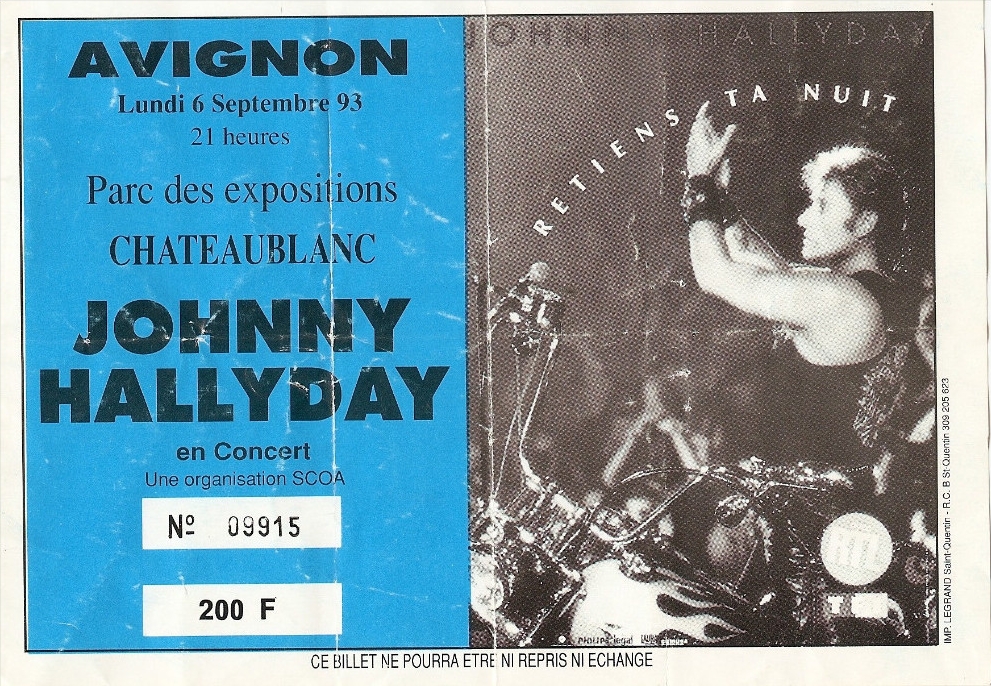 AVIGNON
Lundi 6 Septembre 93
21 heures
Parc des expositions
CHATEAUBLANC
JOHNNY
HALLYDAY
en Concert
Une organisation SCOA
Nº 09915
200 F
JOHNNY HALLYDAY
RETIENS TA NUIT
IMP. LEGRAND Saint-Quentin - R.C. B St-Quentin 309 205 623
CE BILLET NE POURRA ETRE NI REPRIS NI ECHANGE